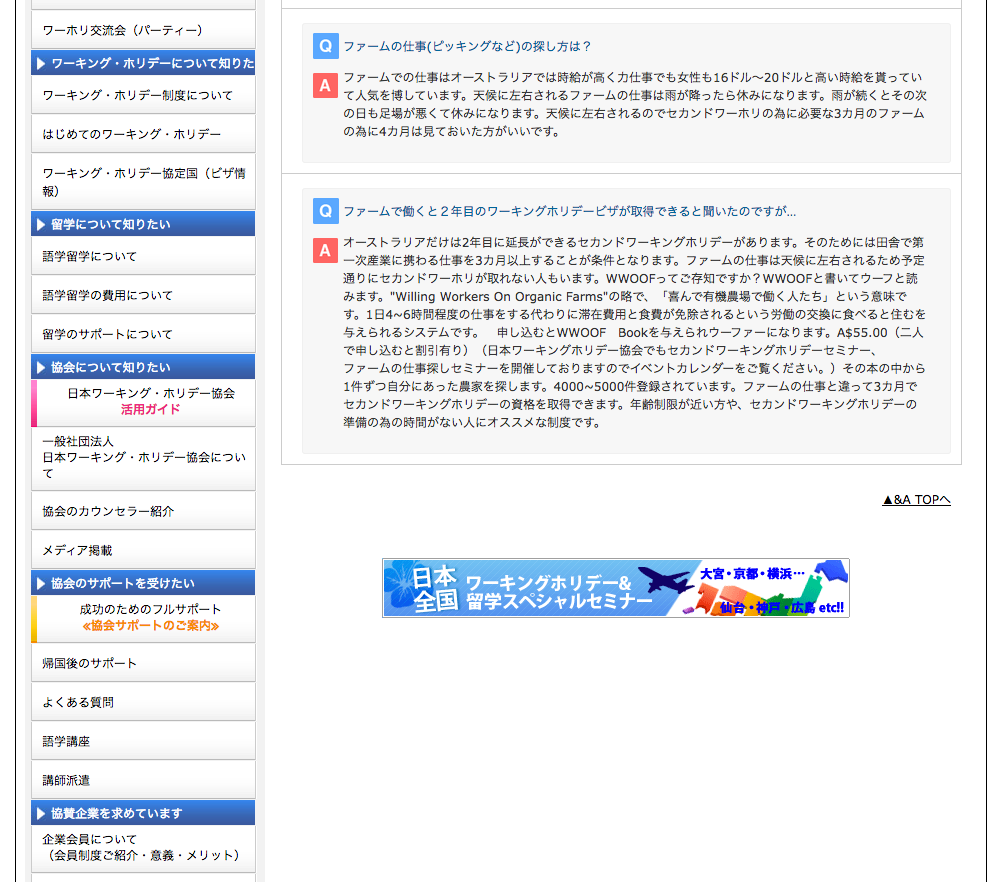 ワーホリ交流会（パーティー）
▶ ワーキング・ホリデーについて知りた
ワーキング・ホリデー制度について
はじめてのワーキング・ホリデー
ワーキング・ホリデー協定国（ビザ情
報）
▶ 留学について知りたい
語学留学について
語学留学の費用について
留学のサポートについて
▶ 協会について知りたい
日本ワーキング・ホリデー協会
活用ガイド
一般社団法人
日本ワーキング・ホリデー協会につい
て
協会のカウンセラー紹介
メディア掲載
▶ 協会のサポートを受けたい
成功のためのフルサポート
≪協会サポートのご案内≫
帰国後のサポート
よくある質問
語学講座
講師派遣
▶ 協賛企業を求めています
企業会員について
（会員制度ご紹介・意義・メリット）
Q ファームの仕事(ピッキングなど)の探し方は？
A ファームでの仕事はオーストラリアでは時給が高く力仕事でも女性も16ドル〜20ドルと高い時給を貰ってい
て人気を博しています。天候に左右されるファームの仕事は雨が降ったら休みになります。雨が続くとその次
の日も足場が悪くて休みになります。天候に左右されるのでセカンドワーホリの為に必要な3カ月のファーム
の為に4カ月は見ておいた方がいいです。
Q ファームで働くと２年目のワーキングホリデービザが取得できると聞いたのですが...
A オーストラリアだけは2年目に延長ができるセカンドワーキングホリデーがあります。そのためには田舎で第
一次産業に携わる仕事を3カ月以上することが条件となります。ファームの仕事は天候に左右されるため予定
通りにセカンドワーホリが取れない人もいます。WWOOFってご存知ですか？WWOOFと書いてウーフと読
みます。"Willing Workers On Organic Farms"の略で、「喜んで有機農場で働く人たち」という意味で
す。1日4~6時間程度の仕事をする代わりに滞在費用と食費が免除されるという労働の交換に食べると住むを
与えられるシステムです。　申し込むとWWOOF　Bookを与えられウーファーになります。A$55.00（二人
で申し込むと割引有り）（日本ワーキングホリデー協会でもセカンドワーキングホリデーセミナー、
ファームの仕事探しセミナーを開催しておりますのでイベントカレンダーをご覧ください。）その本の中から
1件ずつ自分にあった農家を探します。4000~5000件登録されています。ファームの仕事と違って3カ月で
セカンドワーキングホリデーの資格を取得できます。年齢制限が近い方や、セカンドワーキングホリデーの
準備の為の時間がない人にオススメな制度です。
▲&A TOPへ
日本
全国
ワーキングホリデー&
留学スペシャルセミナー
大宮・京都・横浜…
仙台・神戸・広島 etc!!